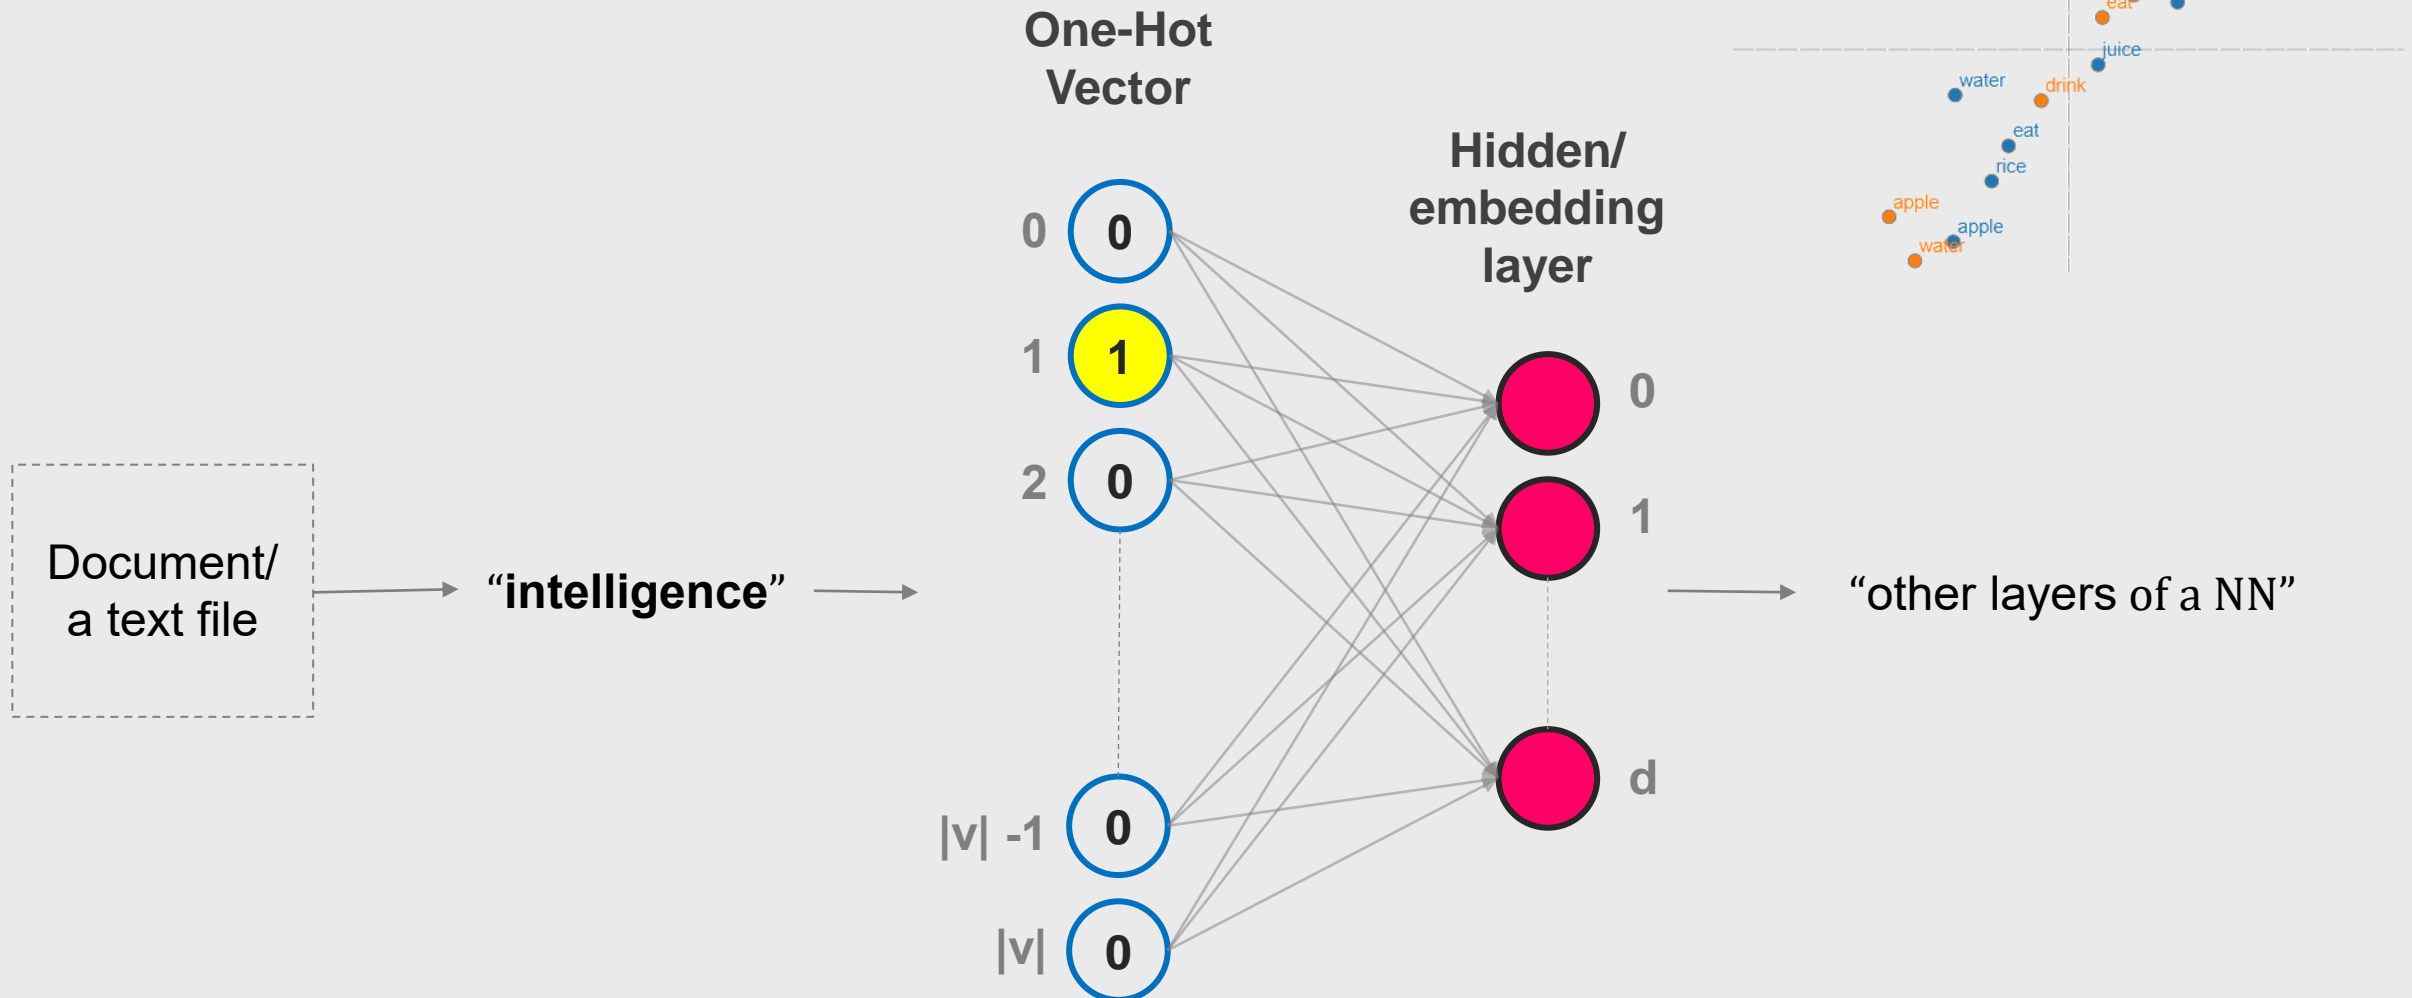 One-Hot
Vector
eat
juice
water
drink
eat
rice
apple
apple
water
Hidden/
embedding
layer
0 0
1 1
2 0
|v| -1 0
|v| 0
0
1
d
Document/
a text file
“intelligence”
“other layers of a NN”